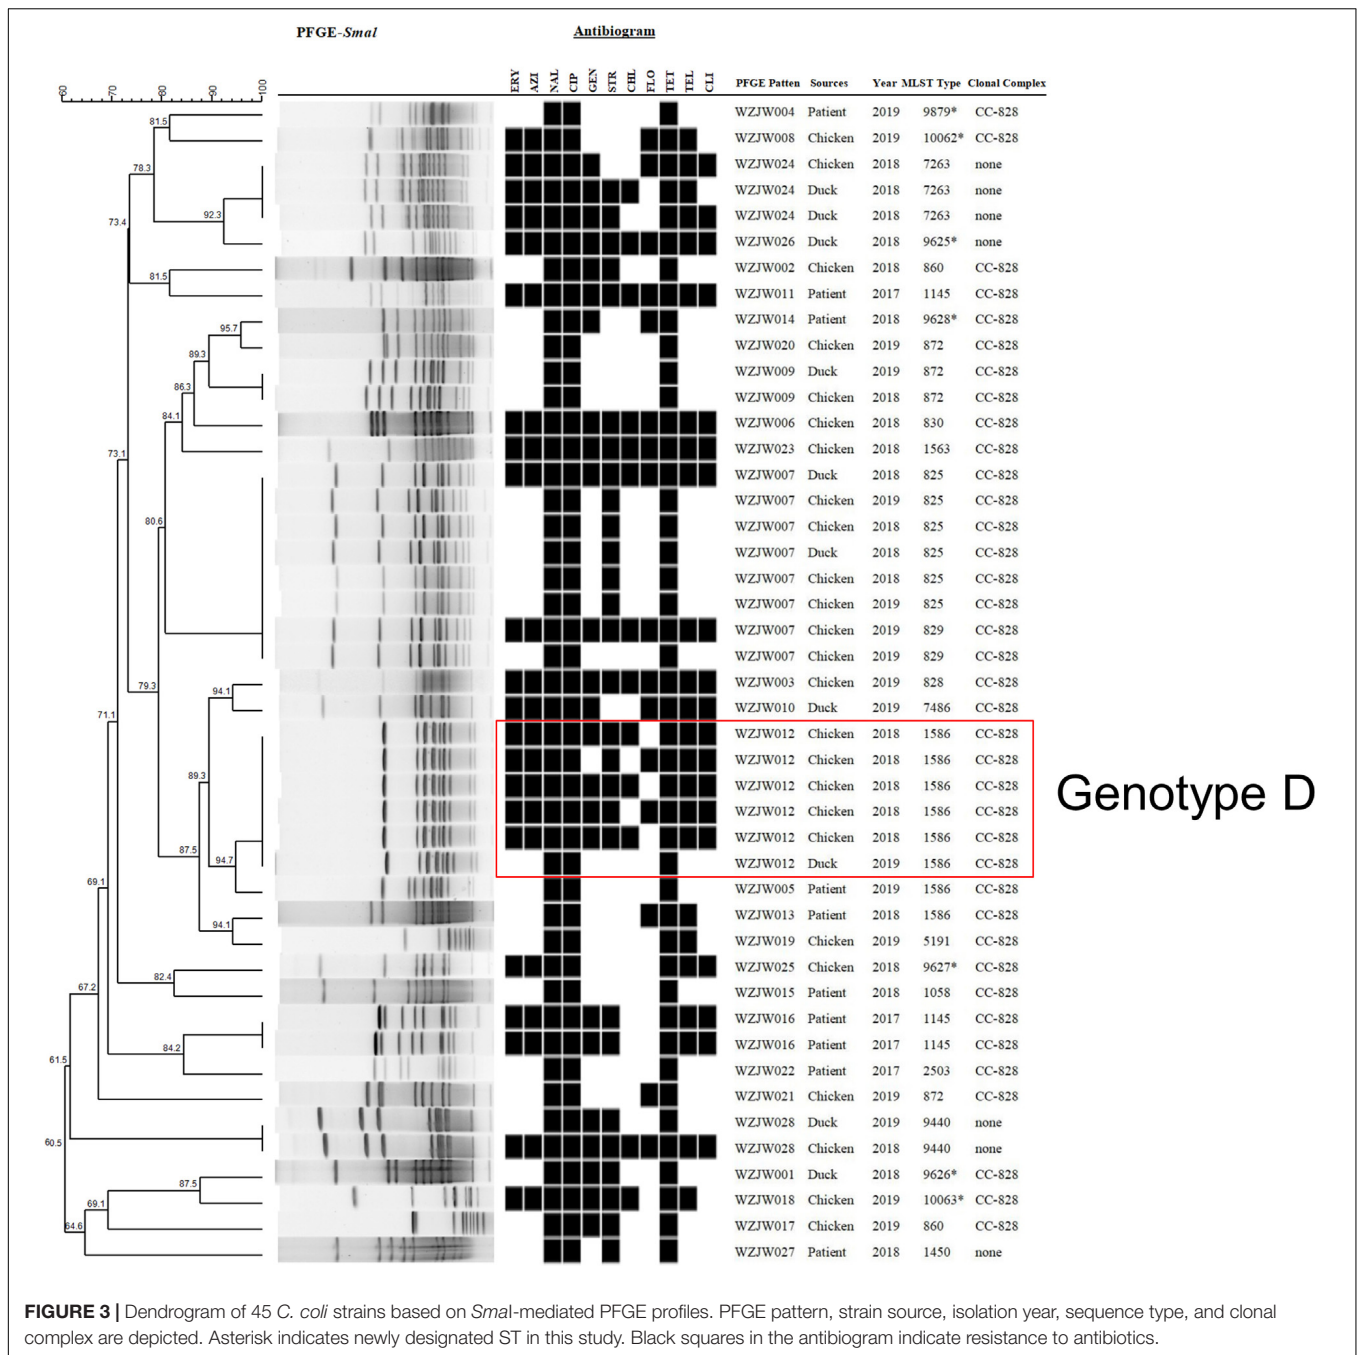 PFGE-SmaI
Antibiogram
60 70 80 90 100
ERY AZI NAL CIP GEN STR CHL FLO TET TEL CLI
PFGE Patten Sources Year MLST Type Clonal Complex
WZJW004 Patient 2019 9879* CC-828
81.5
WZJW008 Chicken 2019 10062* CC-828
78.3
WZJW024 Chicken 2018 7263 none
WZJW024 Duck 2018 7263 none
73.4 92.3
WZJW024 Duck 2018 7263 none
WZJW026 Duck 2018 9625* none
WZJW002 Chicken 2018 860 CC-828
81.5
WZJW011 Patient 2017 1145 CC-828
WZJW014 Patient 2018 9628* CC-828
95.7
WZJW020 Chicken 2019 872 CC-828
89.3
WZJW009 Duck 2019 872 CC-828
86.3
WZJW009 Chicken 2018 872 CC-828
84.1
WZJW006 Chicken 2018 830 CC-828
WZJW023 Chicken 2018 1563 CC-828
73.1
WZJW007 Duck 2018 825 CC-828
WZJW007 Chicken 2019 825 CC-828
80.6
WZJW007 Chicken 2018 825 CC-828
WZJW007 Duck 2018 825 CC-828
WZJW007 Chicken 2018 825 CC-828
WZJW007 Chicken 2019 825 CC-828
WZJW007 Chicken 2019 829 CC-828
WZJW007 Chicken 2019 829 CC-828
79.3
WZJW003 Chicken 2019 828 CC-828
94.1
WZJW010 Duck 2019 7486 CC-828
71.1
WZJW012 Chicken 2018 1586 CC-828
WZJW012 Chicken 2018 1586 CC-828
89.3
WZJW012 Chicken 2018 1586 CC-828
Genotype D
WZJW012 Chicken 2018 1586 CC-828
WZJW012 Chicken 2018 1586 CC-828
87.5 94.7
WZJW012 Duck 2019 1586 CC-828
69.1
WZJW005 Patient 2019 1586 CC-828
WZJW013 Patient 2018 1586 CC-828
94.1
WZJW019 Chicken 2019 5191 CC-828
WZJW025 Chicken 2018 9627* CC-828
82.4
67.2
WZJW015 Patient 2018 1058 CC-828
WZJW016 Patient 2017 1145 CC-828
WZJW016 Patient 2017 1145 CC-828
84.2
61.5
WZJW022 Patient 2017 2503 CC-828
WZJW021 Chicken 2019 872 CC-828
WZJW028 Duck 2019 9440 none
60.5
WZJW028 Chicken 2018 9440 none
WZJW001 Duck 2018 9626* CC-828
87.5
WZJW018 Chicken 2019 10063* CC-828
69.1
WZJW017 Chicken 2019 860 CC-828
64.6
WZJW027 Patient 2018 1450 none
FIGURE 3 | Dendrogram of 45 C. coli strains based on SmaI-mediated PFGE profiles. PFGE pattern, strain source, isolation year, sequence type, and clonal
complex are depicted. Asterisk indicates newly designated ST in this study. Black squares in the antibiogram indicate resistance to antibiotics.